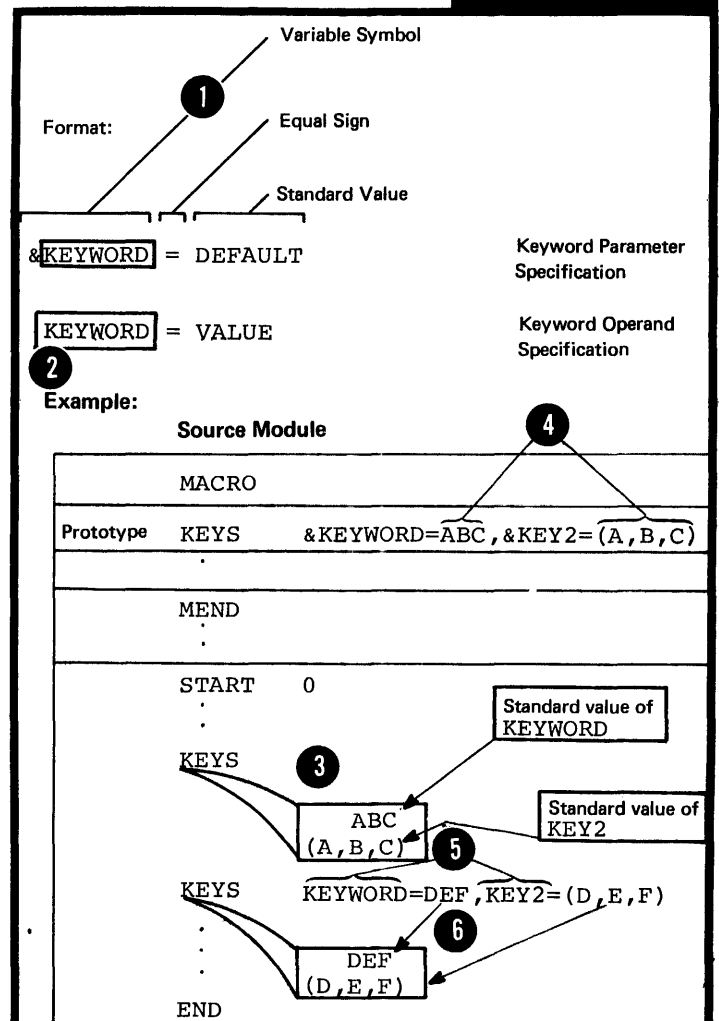 Variable Symbol
1
Format:
Equal Sign
Standard Value
&KEYWORD = DEFAULT
Keyword Parameter
Specification
KEYWORD = VALUE
Keyword Operand
Specification
2
Example:
Source Module
4
MACRO
Prototype KEYS &KEYWORD=ABC,&KEY2=(A,B,C)
.
MEND
.
.
START 0
.
.
Standard value of
KEYWORD
KEYS
3
ABC
(A,B,C)
Standard value of
KEY2
5
KEYS KEYWORD=DEF,KEY2=(D,E,F)
6
.
.
.
DEF
(D,E,F)
END